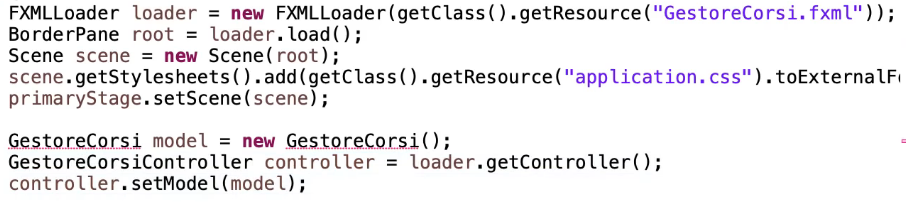 FXMLLoader loader = new FXMLLoader(getClass().getResource("GestoreCorsi.fxml"));
BorderPane root = loader.load();
Scene scene = new Scene(root);
scene.getStylesheets().add(getClass().getResource("application.css").toExternalFo
primaryStage.setScene(scene);

GestoreCorsi model = new GestoreCorsi();
GestoreCorsiController controller = loader.getController();
controller.setModel(model);